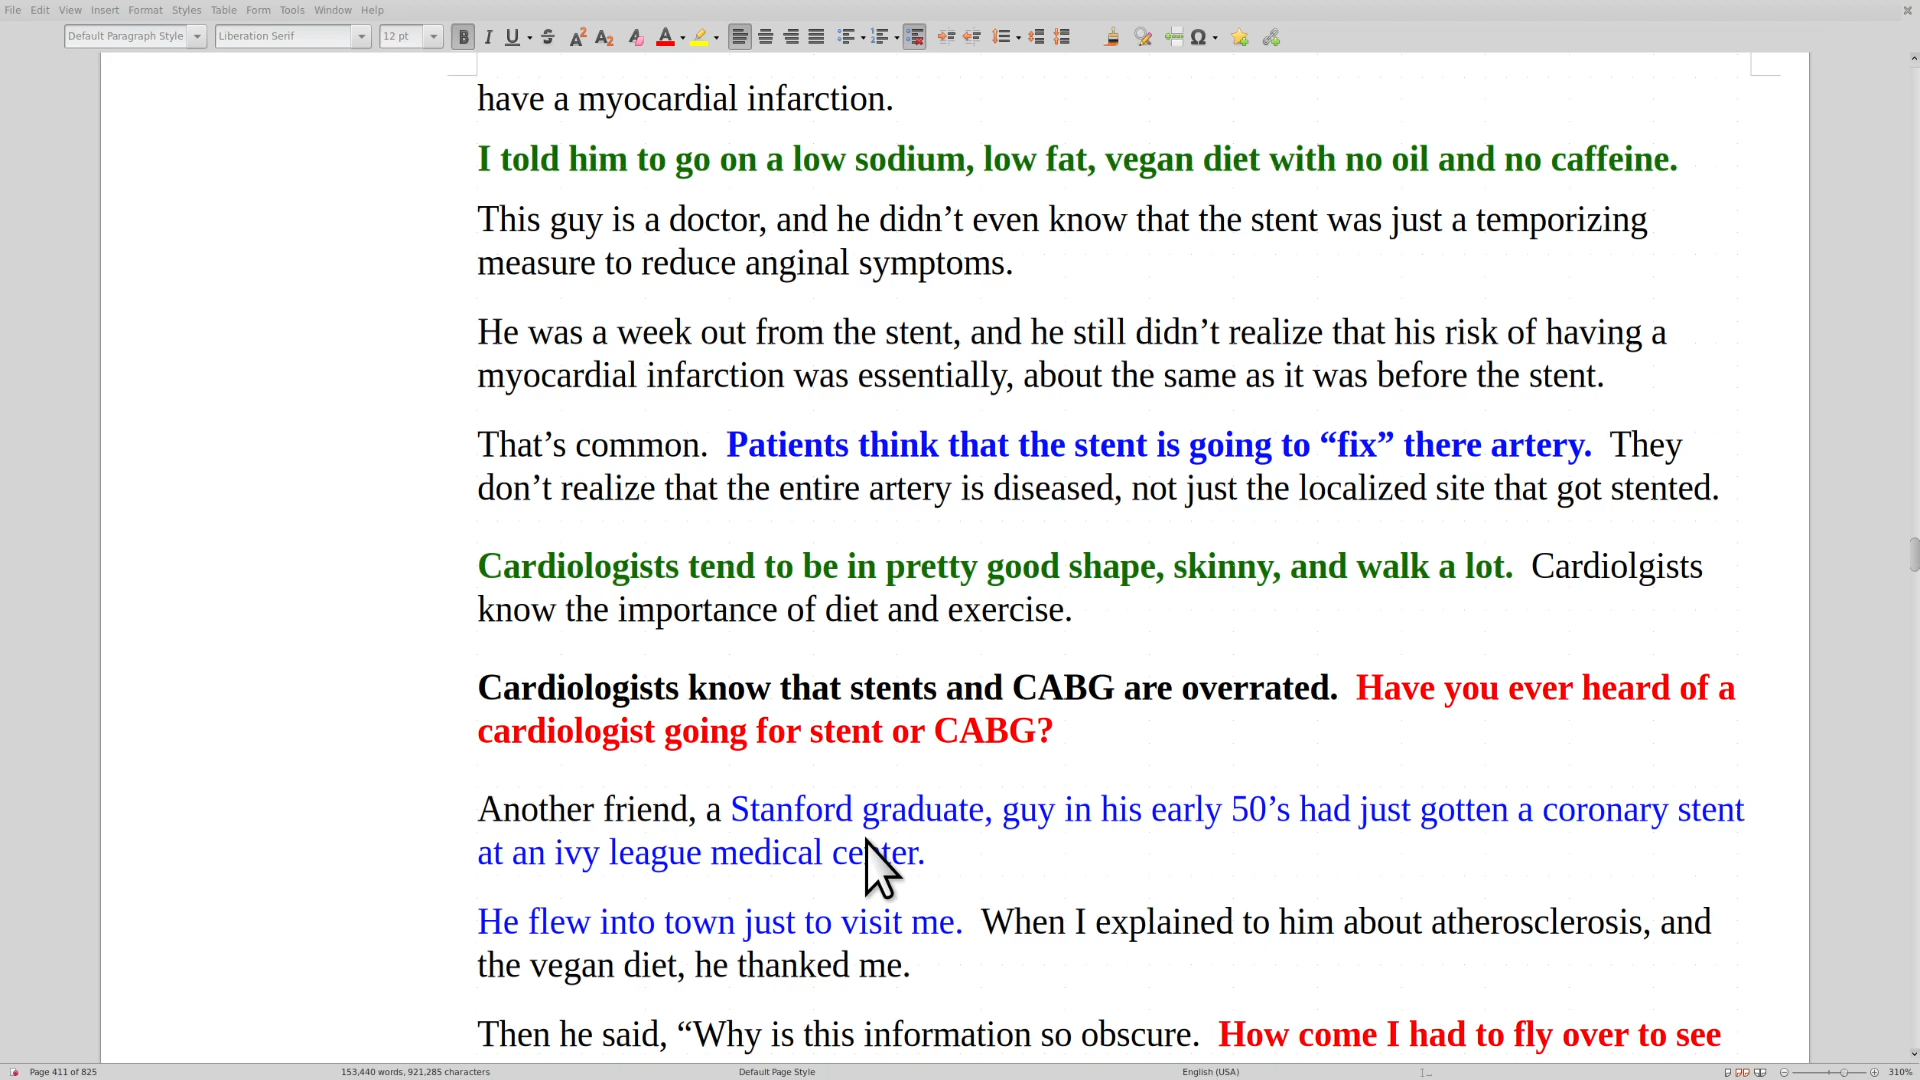 File Edit View Insert Format Styles Table Form Tools Window Help
Default Paragraph Style Liberation Serif 12 pt
have a myocardial infarction.
I told him to go on a low sodium, low fat, vegan diet with no oil and no caffeine.
This guy is a doctor, and he didn’t even know that the stent was just a temporizing
measure to reduce anginal symptoms.
He was a week out from the stent, and he still didn’t realize that his risk of having a
myocardial infarction was essentially, about the same as it was before the stent.
That’s common. Patients think that the stent is going to “fix” there artery. They
don’t realize that the entire artery is diseased, not just the localized site that got stented.
Cardiologists tend to be in pretty good shape, skinny, and walk a lot. Cardiolgists
know the importance of diet and exercise.
Cardiologists know that stents and CABG are overrated. Have you ever heard of a
cardiologist going for stent or CABG?
Another friend, a Stanford graduate, guy in his early 50’s had just gotten a coronary stent
at an ivy league medical center.
He flew into town just to visit me. When I explained to him about atherosclerosis, and
the vegan diet, he thanked me.
Then he said, “Why is this information so obscure. How come I had to fly over to see
Page 411 of 825 153,440 words, 921,285 characters Default Page Style English (USA) 310%